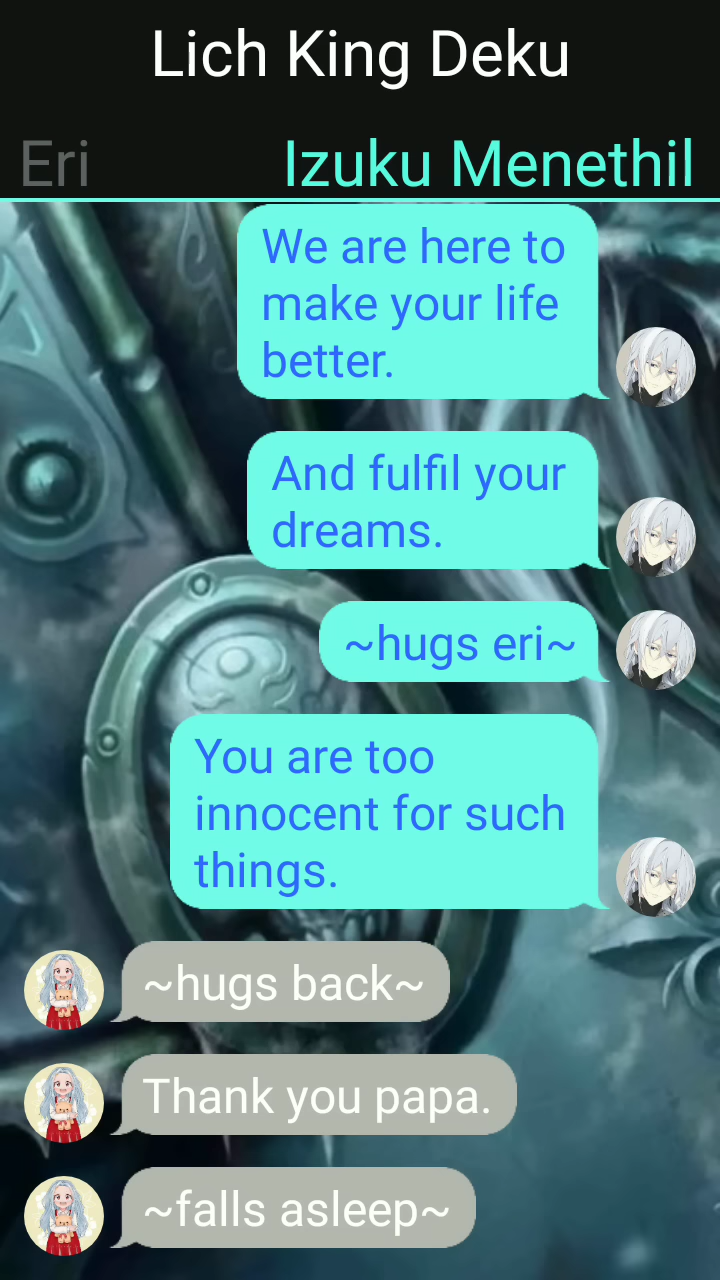 Lich King Deku
Eri
Izuku Menethil
We are here to
make your life
better.
And fulfil your
dreams.
~hugs eri~
You are too
innocent for such
things.
~hugs back~
Thank you papa.
~falls asleep~